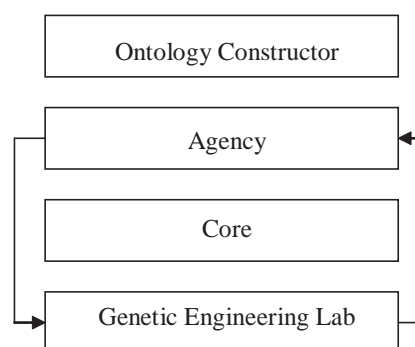 Ontology Constructor
Agency
Core
Genetic Engineering Lab